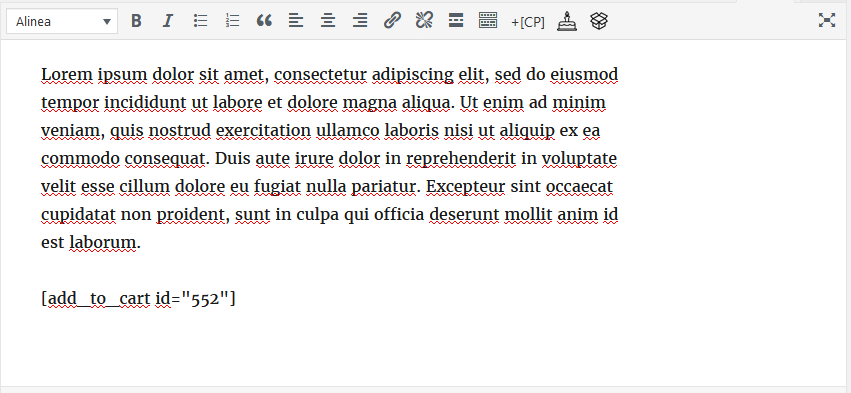 Alinea B I +[CP]
Lorem ipsum dolor sit amet, consectetur adipiscing elit, sed do eiusmod
tempor incididunt ut labore et dolore magna aliqua. Ut enim ad minim
veniam, quis nostrud exercitation ullamco laboris nisi ut aliquip ex ea
commodo consequat. Duis aute irure dolor in reprehenderit in voluptate
velit esse cillum dolore eu fugiat nulla pariatur. Excepteur sint occaecat
cupidatat non proident, sunt in culpa qui officia deserunt mollit anim id
est laborum.
[add_to_cart id="552"]